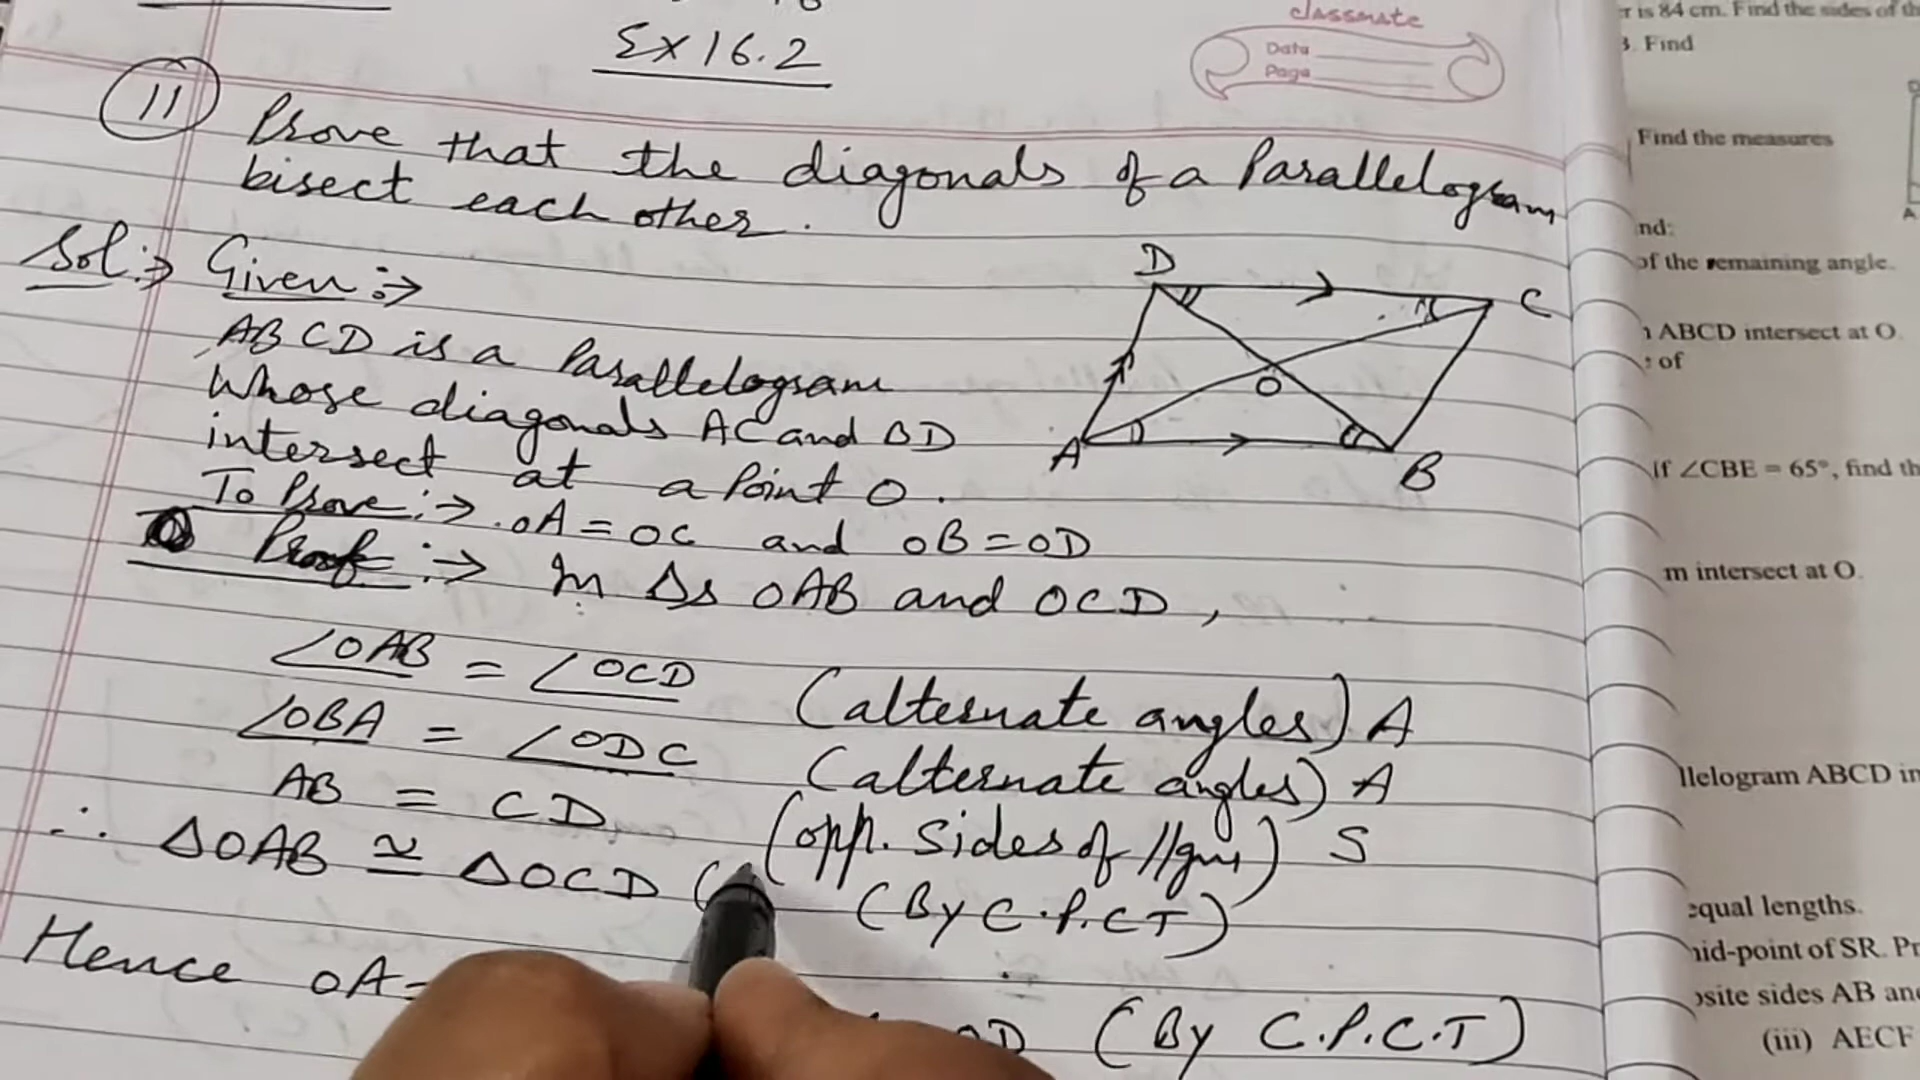 classmate
Date
Page
Ex 16.2
11
Prove that the diagonals of a Parallelogram
bisect each other.
Sol:⇒ Given :→
ABCD is a Parallelogram
whose diagonals AC and BD
intersect at a Point O.
To Prove :→ OA = OC and OB = OD
Proof :→ In Δs OAB and OCD,
∠OAB = ∠OCD (alternate angles) A
∠OBA = ∠ODC (alternate angles) A
AB = CD (opp. sides of //gm) S
∴ ΔOAB ≅ ΔOCD (
(By C.P.CT)
Hence OA=
OD (By C.P.C.T)
D
C
O
A
B
r is 84 cm. Find the sides of th
3. Find
D
Find the measures
A
nd:
of the remaining angle.
ABCD intersect at O.
of
If ∠CBE = 65°, find th
m intersect at O.
llelogram ABCD in
equal lengths.
mid-point of SR. Pr
osite sides AB and
(iii) AECF